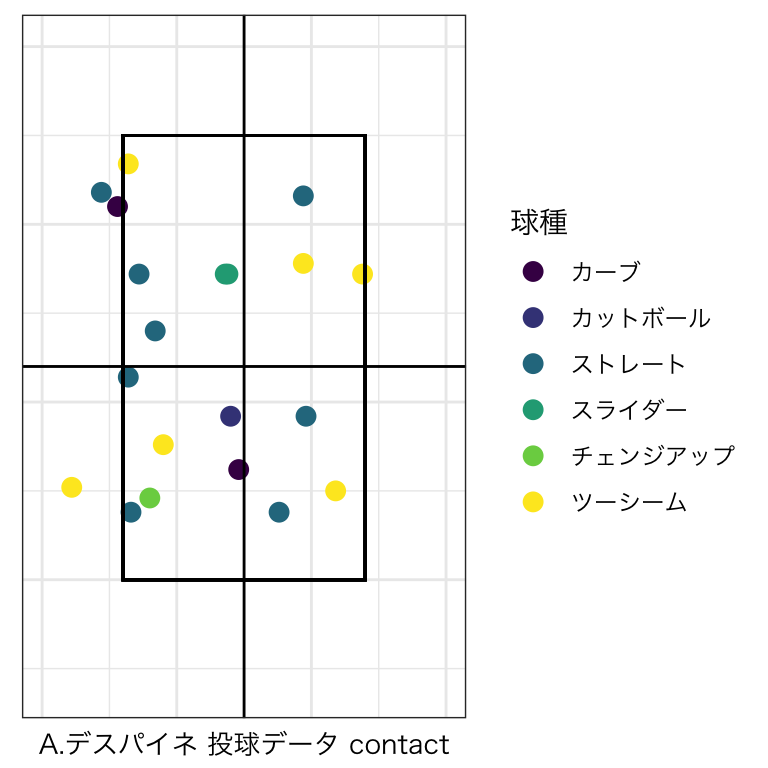 球種
カーブ
カットボール
ストレート
スライダー
チェンジアップ
ツーシーム
A.デスパイネ 投球データ contact